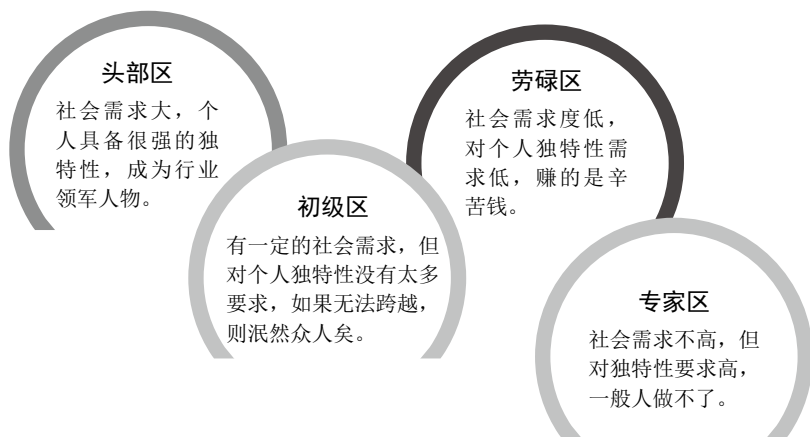 头部区
社会需求大，个
人具备很强的独
特性，成为行业
领军人物。
初级区
有一定的社会需求，但
对个人独特性没有太多
要求，如果无法跨越，
则泯然众人矣。
劳碌区
社会需求度低，
对个人独特性需
求低，赚的是辛
苦钱。
专家区
社会需求不高，但
对独特性要求高，
一般人做不了。